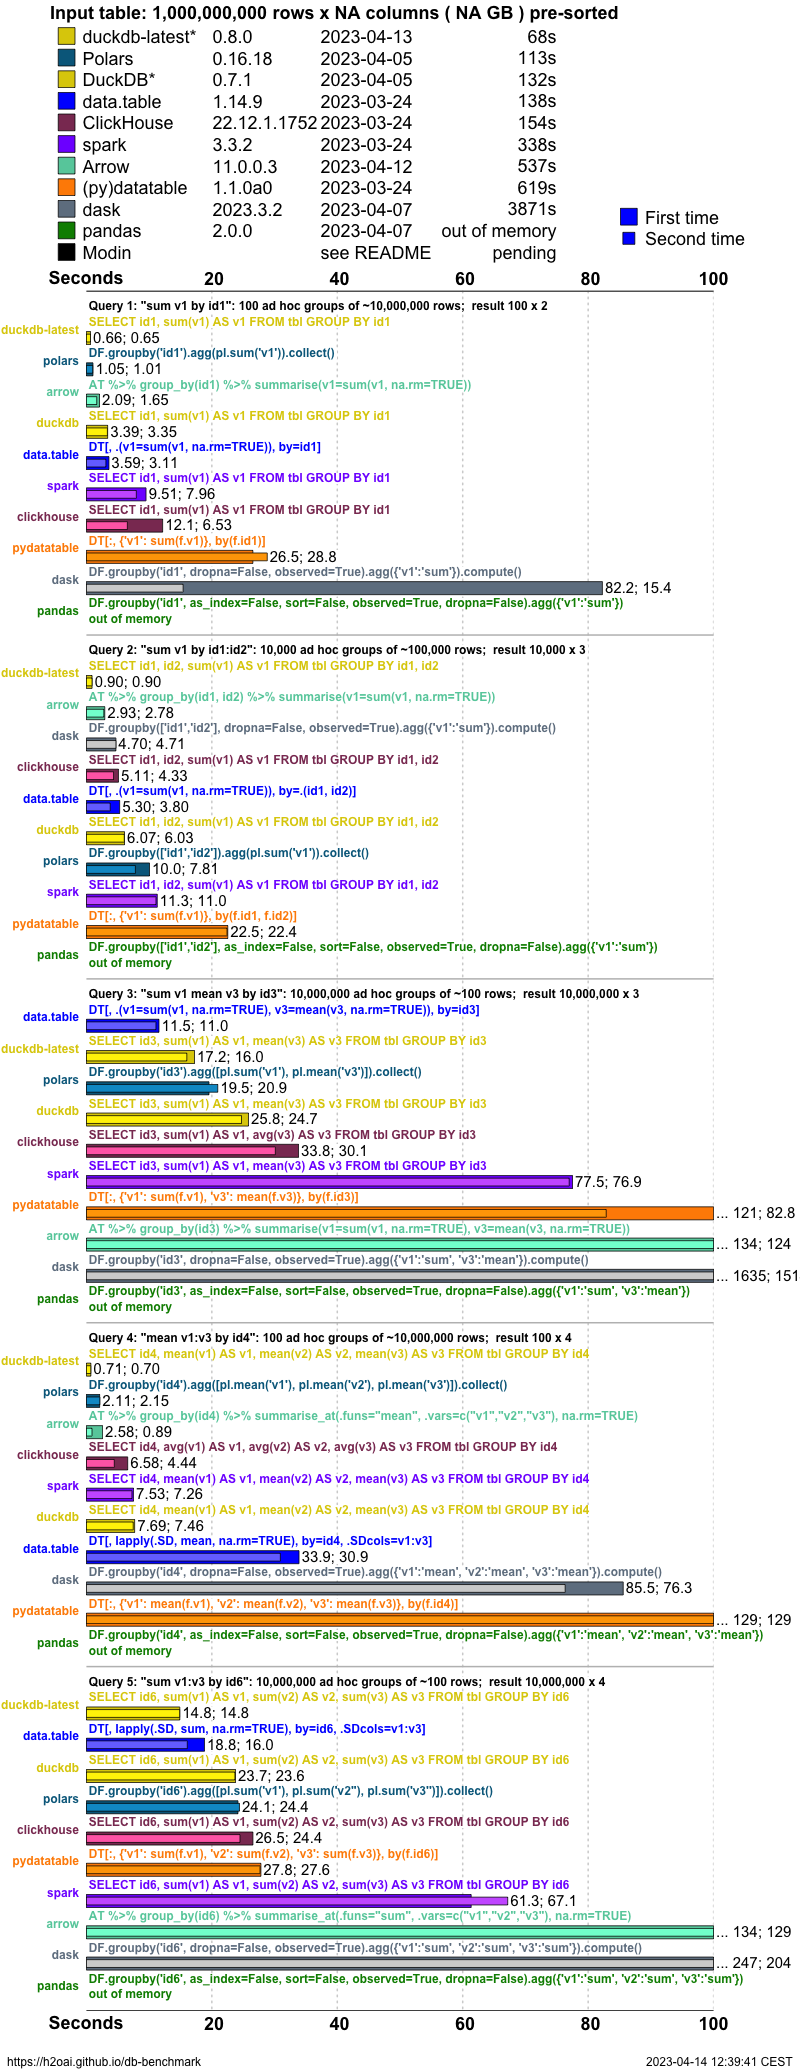 Input table: 1,000,000,000 rows x NA columns ( NA GB ) pre-sorted
duckdb-latest* 0.8.0 2023-04-13 68s
Polars 0.16.18 2023-04-05 113s
DuckDB* 0.7.1 2023-04-05 132s
data.table 1.14.9 2023-03-24 138s
ClickHouse 22.12.1.1752 2023-03-24 154s
spark 3.3.2 2023-03-24 338s
Arrow 11.0.0.3 2023-04-12 537s
(py)datatable 1.1.0a0 2023-03-24 619s
dask 2023.3.2 2023-04-07 3871s
pandas 2.0.0 2023-04-07 out of memory
Modin see README pending
First time
Second time
Seconds 20 40 60 80 100
Query 1: "sum v1 by id1": 100 ad hoc groups of ~10,000,000 rows; result 100 x 2
SELECT id1, sum(v1) AS v1 FROM tbl GROUP BY id1
duckdb-latest 0.66; 0.65
DF.groupby('id1').agg(pl.sum('v1')).collect()
polars 1.05; 1.01
AT %>% group_by(id1) %>% summarise(v1=sum(v1, na.rm=TRUE))
arrow 2.09; 1.65
SELECT id1, sum(v1) AS v1 FROM tbl GROUP BY id1
duckdb 3.39; 3.35
DT[, .(v1=sum(v1, na.rm=TRUE)), by=id1]
data.table 3.59; 3.11
SELECT id1, sum(v1) AS v1 FROM tbl GROUP BY id1
spark 9.51; 7.96
SELECT id1, sum(v1) AS v1 FROM tbl GROUP BY id1
clickhouse 12.1; 6.53
DT[:, {'v1': sum(f.v1)}, by(f.id1)]
pydatatable 26.5; 28.8
DF.groupby('id1', dropna=False, observed=True).agg({'v1':'sum'}).compute()
dask 82.2; 15.4
DF.groupby('id1', as_index=False, sort=False, observed=True, dropna=False).agg({'v1':'sum'})
pandas out of memory
Query 2: "sum v1 by id1:id2": 10,000 ad hoc groups of ~100,000 rows; result 10,000 x 3
SELECT id1, id2, sum(v1) AS v1 FROM tbl GROUP BY id1, id2
duckdb-latest 0.90; 0.90
AT %>% group_by(id1, id2) %>% summarise(v1=sum(v1, na.rm=TRUE))
arrow 2.93; 2.78
DF.groupby(['id1','id2'], dropna=False, observed=True).agg({'v1':'sum'}).compute()
dask 4.70; 4.71
SELECT id1, id2, sum(v1) AS v1 FROM tbl GROUP BY id1, id2
clickhouse 5.11; 4.33
DT[, .(v1=sum(v1, na.rm=TRUE)), by=.(id1, id2)]
data.table 5.30; 3.80
SELECT id1, id2, sum(v1) AS v1 FROM tbl GROUP BY id1, id2
duckdb 6.07; 6.03
DF.groupby(['id1','id2']).agg(pl.sum('v1')).collect()
polars 10.0; 7.81
SELECT id1, id2, sum(v1) AS v1 FROM tbl GROUP BY id1, id2
spark 11.3; 11.0
DT[:, {'v1': sum(f.v1)}, by(f.id1, f.id2)]
pydatatable 22.5; 22.4
DF.groupby(['id1','id2'], as_index=False, sort=False, observed=True, dropna=False).agg({'v1':'sum'})
pandas out of memory
Query 3: "sum v1 mean v3 by id3": 10,000,000 ad hoc groups of ~100 rows; result 10,000,000 x 3
DT[, .(v1=sum(v1, na.rm=TRUE), v3=mean(v3, na.rm=TRUE)), by=id3]
data.table 11.5; 11.0
SELECT id3, sum(v1) AS v1, mean(v3) AS v3 FROM tbl GROUP BY id3
duckdb-latest 17.2; 16.0
DF.groupby('id3').agg([pl.sum('v1'), pl.mean('v3')]).collect()
polars 19.5; 20.9
SELECT id3, sum(v1) AS v1, mean(v3) AS v3 FROM tbl GROUP BY id3
duckdb 25.8; 24.7
SELECT id3, sum(v1) AS v1, avg(v3) AS v3 FROM tbl GROUP BY id3
clickhouse 33.8; 30.1
SELECT id3, sum(v1) AS v1, mean(v3) AS v3 FROM tbl GROUP BY id3
spark 77.5; 76.9
DT[:, {'v1': sum(f.v1), 'v3': mean(f.v3)}, by(f.id3)]
pydatatable ... 121; 82.8
AT %>% group_by(id3) %>% summarise(v1=sum(v1, na.rm=TRUE), v3=mean(v3, na.rm=TRUE))
arrow ... 134; 124
DF.groupby('id3', dropna=False, observed=True).agg({'v1':'sum', 'v3':'mean'}).compute()
dask ... 1635; 151
DF.groupby('id3', as_index=False, sort=False, observed=True, dropna=False).agg({'v1':'sum', 'v3':'mean'})
pandas out of memory
Query 4: "mean v1:v3 by id4": 100 ad hoc groups of ~10,000,000 rows; result 100 x 4
SELECT id4, mean(v1) AS v1, mean(v2) AS v2, mean(v3) AS v3 FROM tbl GROUP BY id4
duckdb-latest 0.71; 0.70
DF.groupby('id4').agg([pl.mean('v1'), pl.mean('v2'), pl.mean('v3')]).collect()
polars 2.11; 2.15
AT %>% group_by(id4) %>% summarise_at(.funs="mean", .vars=c("v1","v2","v3"), na.rm=TRUE)
arrow 2.58; 0.89
SELECT id4, avg(v1) AS v1, avg(v2) AS v2, avg(v3) AS v3 FROM tbl GROUP BY id4
clickhouse 6.58; 4.44
SELECT id4, mean(v1) AS v1, mean(v2) AS v2, mean(v3) AS v3 FROM tbl GROUP BY id4
spark 7.53; 7.26
SELECT id4, mean(v1) AS v1, mean(v2) AS v2, mean(v3) AS v3 FROM tbl GROUP BY id4
duckdb 7.69; 7.46
DT[, lapply(.SD, mean, na.rm=TRUE), by=id4, .SDcols=v1:v3]
data.table 33.9; 30.9
DF.groupby('id4', dropna=False, observed=True).agg({'v1':'mean', 'v2':'mean', 'v3':'mean'}).compute()
dask 85.5; 76.3
DT[:, {'v1': mean(f.v1), 'v2': mean(f.v2), 'v3': mean(f.v3)}, by(f.id4)]
pydatatable ... 129; 129
DF.groupby('id4', as_index=False, sort=False, observed=True, dropna=False).agg({'v1':'mean', 'v2':'mean', 'v3':'mean'})
pandas out of memory
Query 5: "sum v1:v3 by id6": 10,000,000 ad hoc groups of ~100 rows; result 10,000,000 x 4
SELECT id6, sum(v1) AS v1, sum(v2) AS v2, sum(v3) AS v3 FROM tbl GROUP BY id6
duckdb-latest 14.8; 14.8
DT[, lapply(.SD, sum, na.rm=TRUE), by=id6, .SDcols=v1:v3]
data.table 18.8; 16.0
SELECT id6, sum(v1) AS v1, sum(v2) AS v2, sum(v3) AS v3 FROM tbl GROUP BY id6
duckdb 23.7; 23.6
DF.groupby('id6').agg([pl.sum('v1'), pl.sum('v2"), pl.sum('v3'")]).collect()
polars 24.1; 24.4
SELECT id6, sum(v1) AS v1, sum(v2) AS v2, sum(v3) AS v3 FROM tbl GROUP BY id6
clickhouse 26.5; 24.4
DT[:, {'v1': sum(f.v1), 'v2': sum(f.v2), 'v3': sum(f.v3)}, by(f.id6)]
pydatatable 27.8; 27.6
SELECT id6, sum(v1) AS v1, sum(v2) AS v2, sum(v3) AS v3 FROM tbl GROUP BY id6
spark 61.3; 67.1
AT %>% group_by(id6) %>% summarise_at(.funs="sum", .vars=c("v1","v2","v3"), na.rm=TRUE)
arrow ... 134; 129
DF.groupby('id6', dropna=False, observed=True).agg({'v1':'sum', 'v2':'sum', 'v3':'sum'}).compute()
dask ... 247; 204
DF.groupby('id6', as_index=False, sort=False, observed=True, dropna=False).agg({'v1':'sum', 'v2':'sum', 'v3':'sum'})
pandas out of memory
Seconds 20 40 60 80 100
https://h2oai.github.io/db-benchmark 2023-04-14 12:39:41 CEST